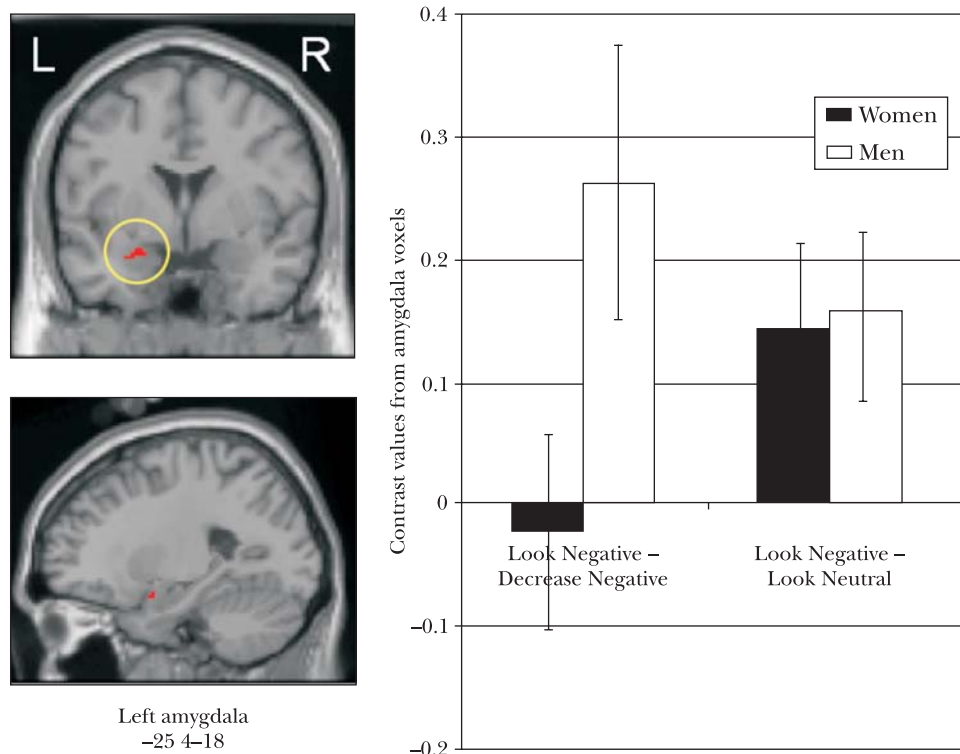 L
R
Left amygdala
–25 4–18
Contrast values from amygdala voxels
0.4
0.3
0.2
0.1
0
–0.1
–0.2
Women
Men
Look Negative –
Decrease Negative
Look Negative –
Look Neutral